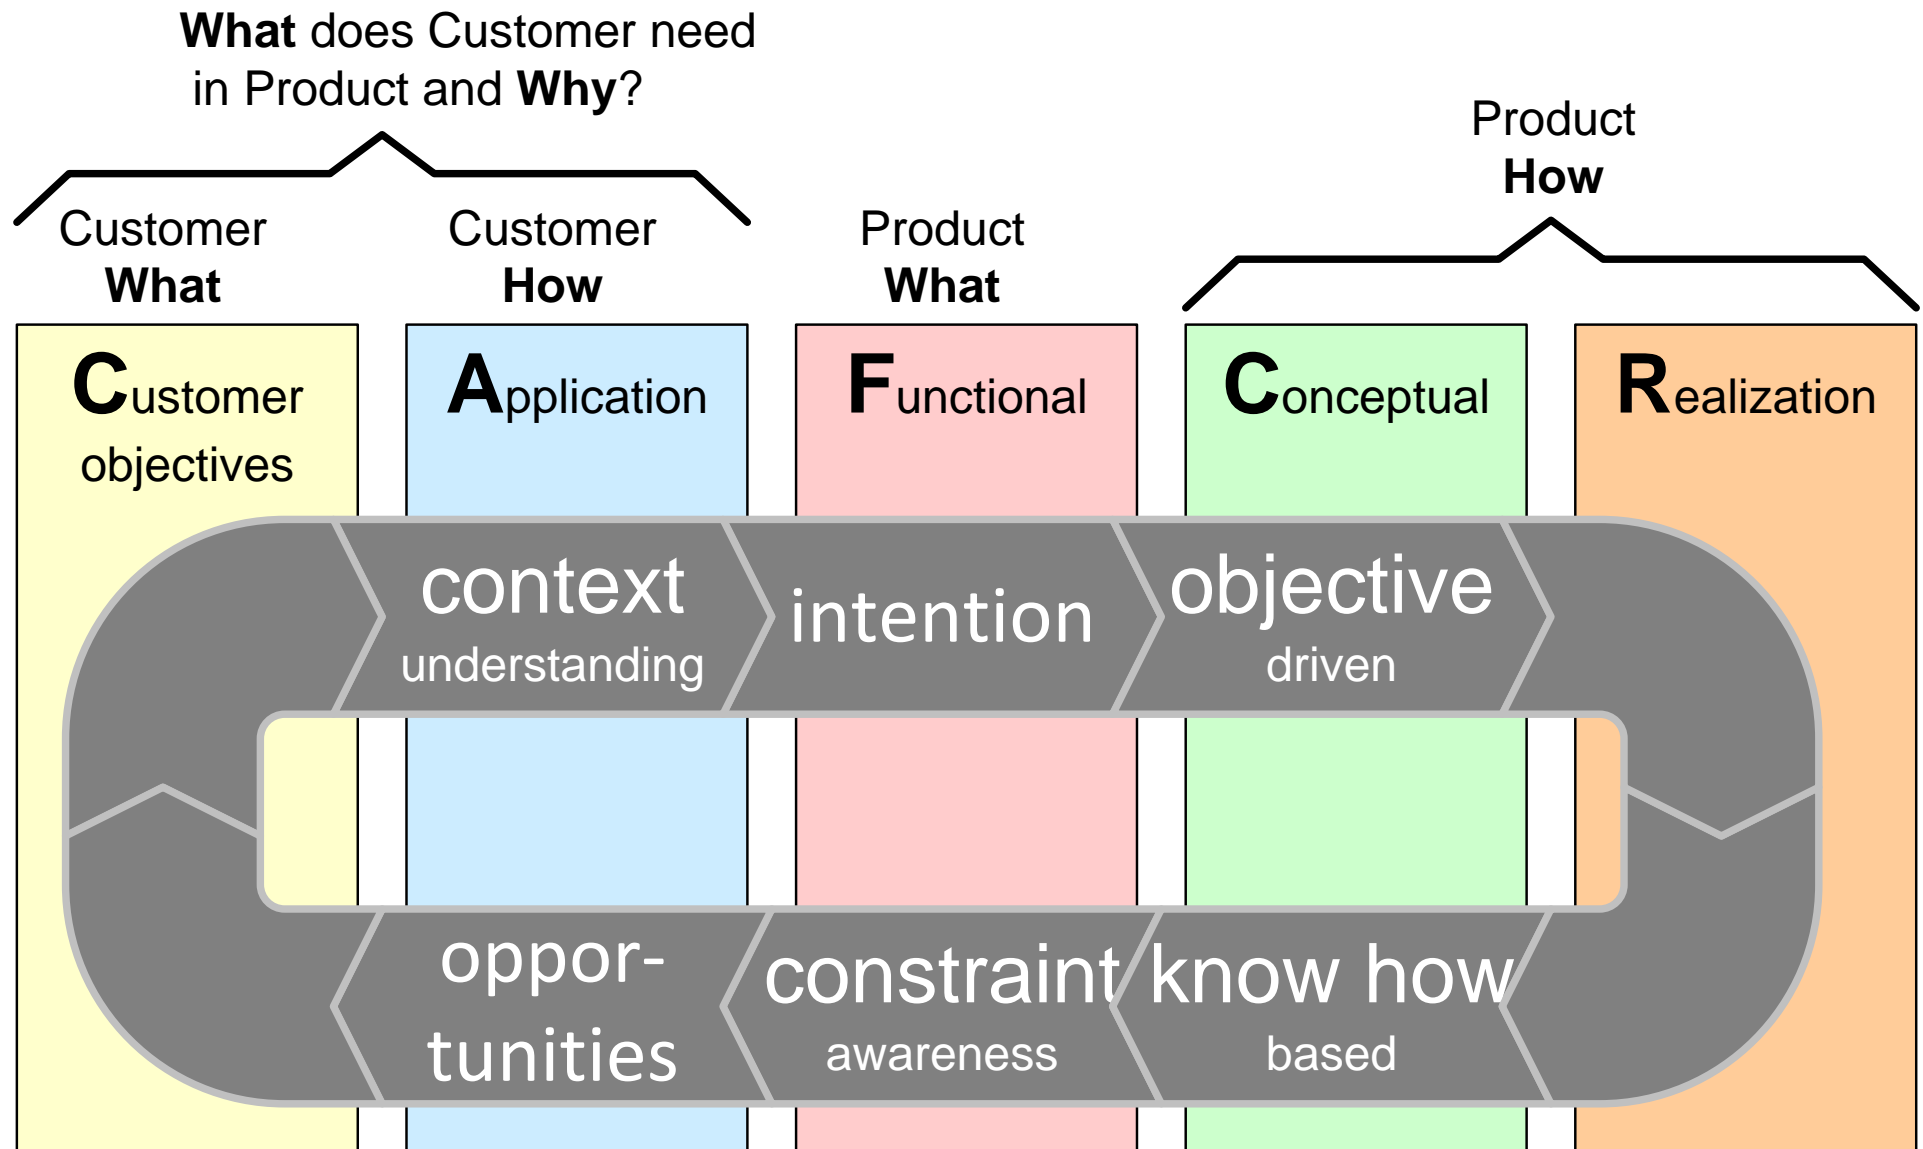 What does Customer need
in Product and Why?
Product
How
Customer
What
Customer
How
Product
What
Customer
objectives
Application
Functional
Conceptual
Realization
context
understanding
intention
objective
driven
oppor-
tunities
constraint
awareness
know how
based